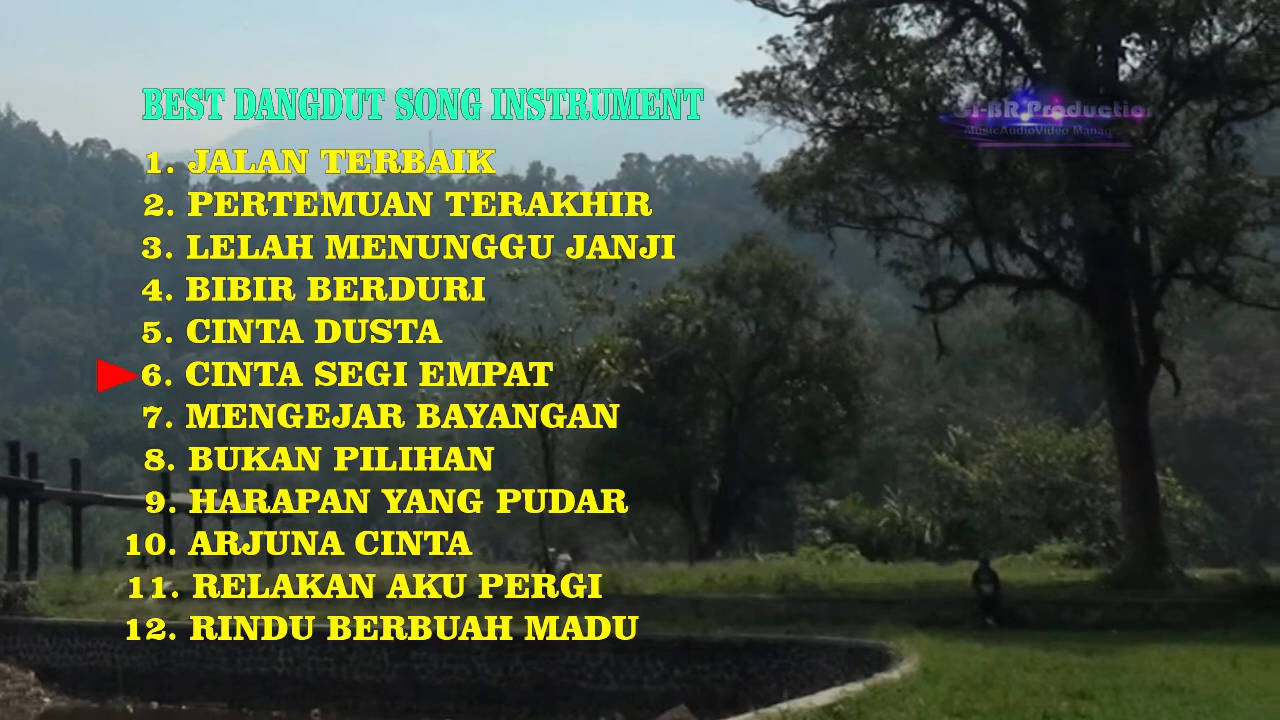 BEST DANGDUT SONG INSTRUMENT
1. JALAN TERBAIK
2. PERTEMUAN TERAKHIR
3. LELAH MENUNGGU JANJI
4. BIBIR BERDURI
5. CINTA DUSTA
6. CINTA SEGI EMPAT
7. MENGEJAR BAYANGAN
8. BUKAN PILIHAN
9. HARAPAN YANG PUDAR
10. ARJUNA CINTA
11. RELAKAN AKU PERGI
12. RINDU BERBUAH MADU
Production
MusicAudioVideo